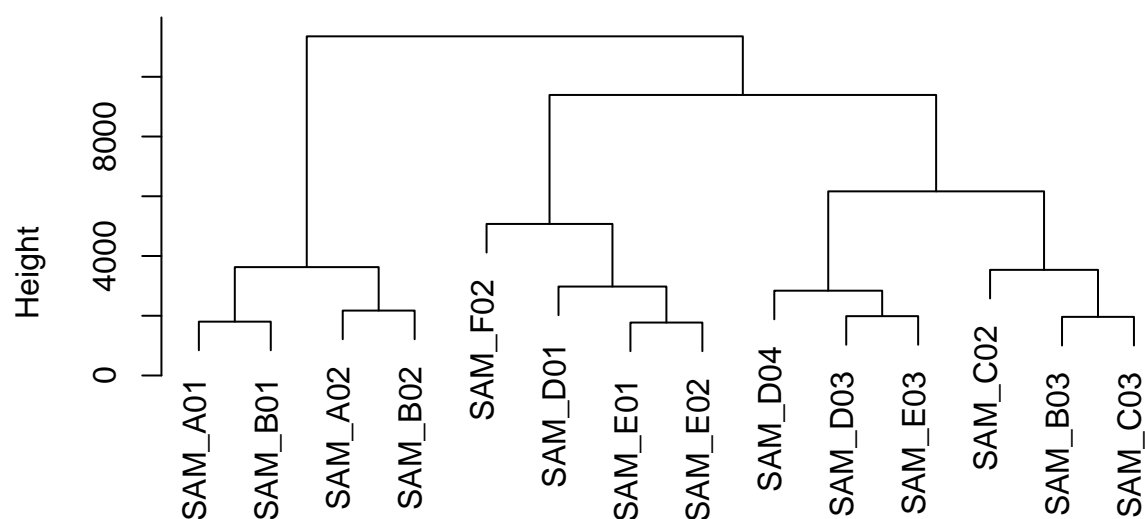 Height
0
4000
8000
SAM_A01
SAM_B01
SAM_A02
SAM_B02
SAM_F02
SAM_D01
SAM_E01
SAM_E02
SAM_D04
SAM_D03
SAM_E03
SAM_C02
SAM_B03
SAM_C03